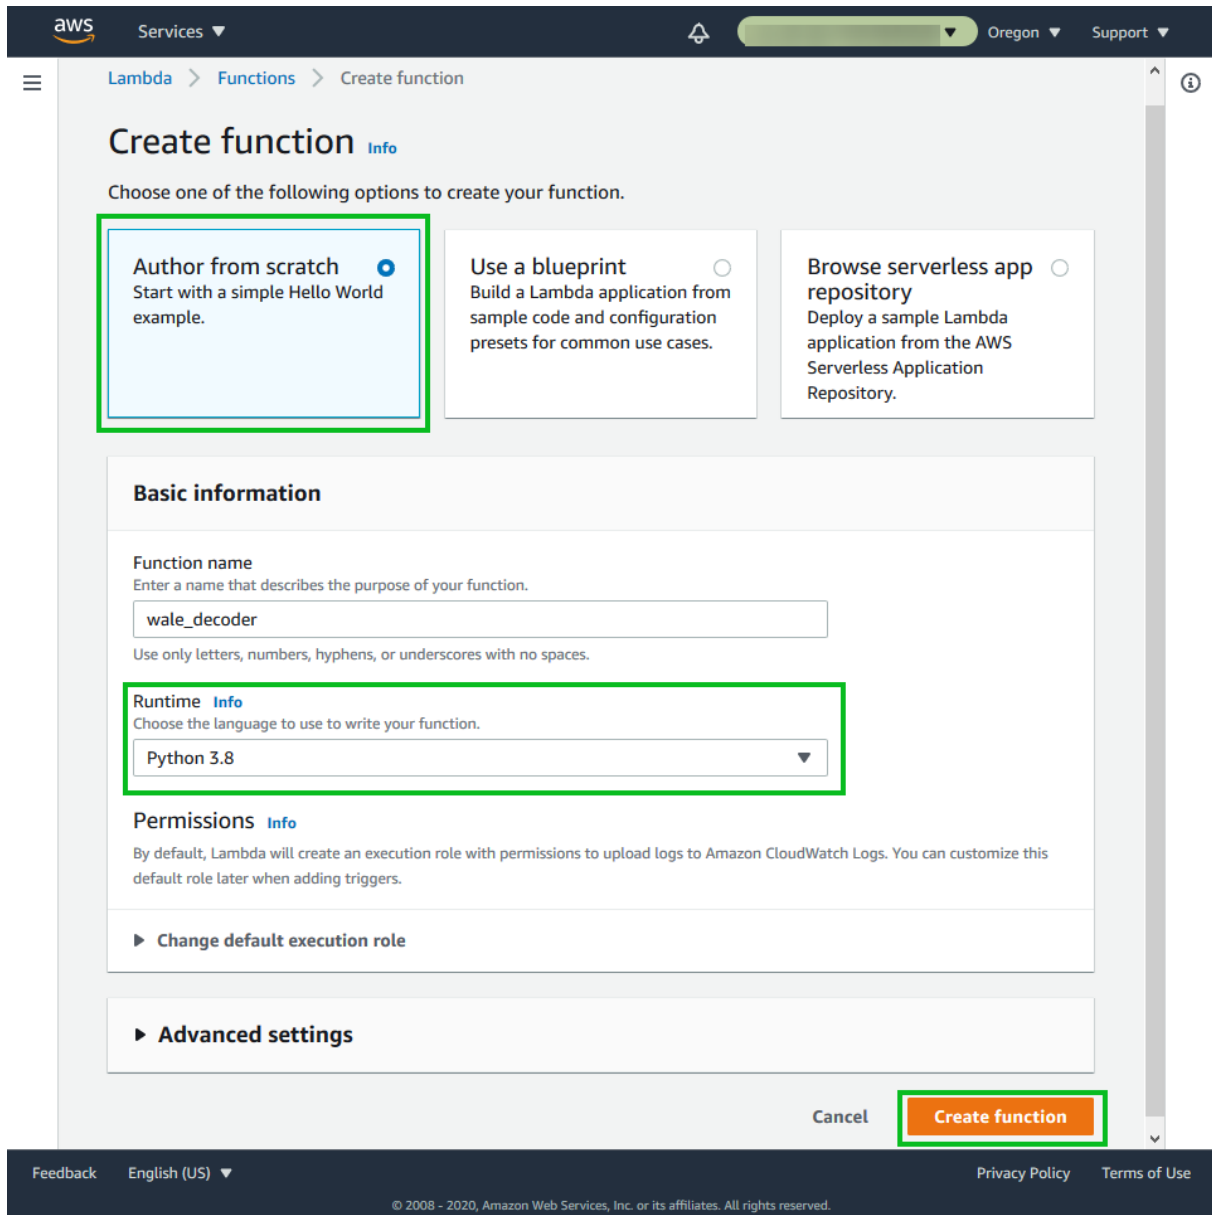 aws Services Oregon Support
Lambda Functions Create function
Create function Info
Choose one of the following options to create your function.
Author from scratch
Start with a simple Hello World
example.
Use a blueprint
Build a Lambda application from
sample code and configuration
presets for common use cases.
Browse serverless app
repository
Deploy a sample Lambda
application from the AWS
Serverless Application
Repository.
Basic information
Function name
Enter a name that describes the purpose of your function.
wale_decoder
Use only letters, numbers, hyphens, or underscores with no spaces.
Runtime Info
Choose the language to use to write your function.
Python 3.8
Permissions Info
By default, Lambda will create an execution role with permissions to upload logs to Amazon CloudWatch Logs. You can customize this
default role later when adding triggers.
Change default execution role
Advanced settings
Cancel Create function
Feedback English (US) Privacy Policy Terms of Use
© 2008 - 2020, Amazon Web Services, Inc. or its affiliates. All rights reserved.